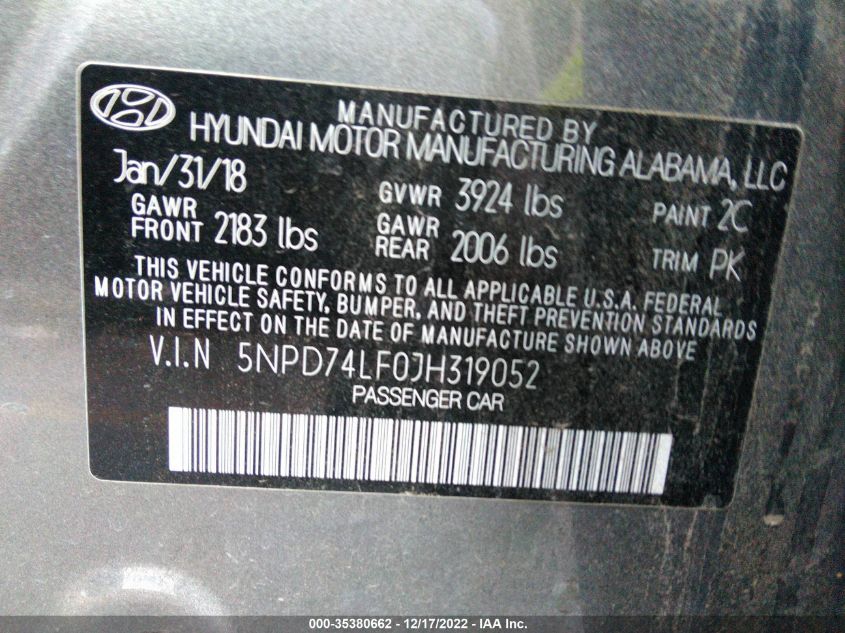 MANUFACTURED BY
HYUNDAI MOTOR MANUFACTURING ALABAMA, LLC
Jan/31/18
GAWR FRONT 2183 lbs
GVWR 3924 lbs
GAWR REAR 2006 lbs
PAINT 2C
TRIM PK
THIS VEHICLE CONFORMS TO ALL APPLICABLE U.S.A. FEDERAL
MOTOR VEHICLE SAFETY, BUMPER, AND THEFT PREVENTION STANDARDS
IN EFFECT ON THE DATE OF MANUFACTURE SHOWN ABOVE
V.I.N 5NPD74LF0JH319052
PASSENGER CAR
000-35380662 - 12/17/2022 - IAA Inc.